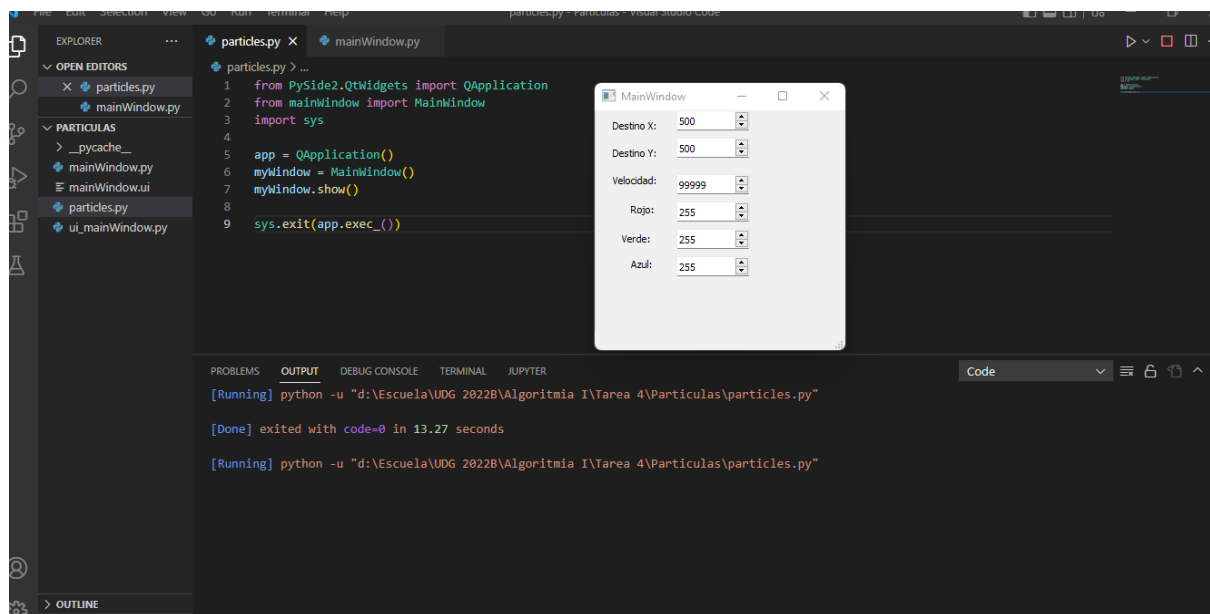 File Edit Selection View Go Run Terminal Help particles.py - Particulas - Visual Studio Code
EXPLORER ...
OPEN EDITORS
particles.py
mainWindow.py
PARTICULAS
__pycache__
mainWindow.py
mainWindow.ui
particles.py
ui_mainWindow.py
OUTLINE
particles.py mainWindow.py
particles.py > ...
1 from PySide2.QtWidgets import QApplication
2 from mainWindow import MainWindow
3 import sys
4
5 app = QApplication()
6 myWindow = MainWindow()
7 myWindow.show()
8
9 sys.exit(app.exec_())
MainWindow
Destino X: 500
Destino Y: 500
Velocidad: 99999
Rojo: 255
Verde: 255
Azul: 255
PROBLEMS OUTPUT DEBUG CONSOLE TERMINAL JUPYTER Code
[Running] python -u "d:\Escuela\UDG 2022B\Algoritmia I\Tarea 4\Particulas\particles.py"
[Done] exited with code=0 in 13.27 seconds
[Running] python -u "d:\Escuela\UDG 2022B\Algoritmia I\Tarea 4\Particulas\particles.py"